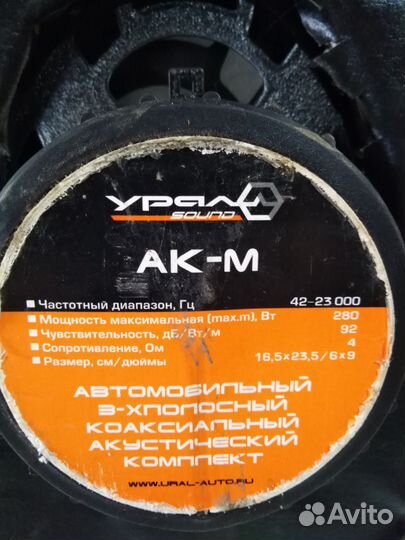 УРАЛ
SOUND
АК-М
Частотный диапазон, Гц 42-23 000
Мощность максимальная (max.m), Вт 280
Чувствительность, дБ/Вт/м 92
Сопротивление, Ом 4
Размер, см/дюймы 16,5x23,5/6x9
АВТОМОБИЛЬНЫЙ
3-ХПОЛОСНЫЙ
КОАКСИАЛЬНЫЙ
АКУСТИЧЕСКИЙ
КОМПЛЕКТ
WWW.URAL-AUTO.RU
Avito